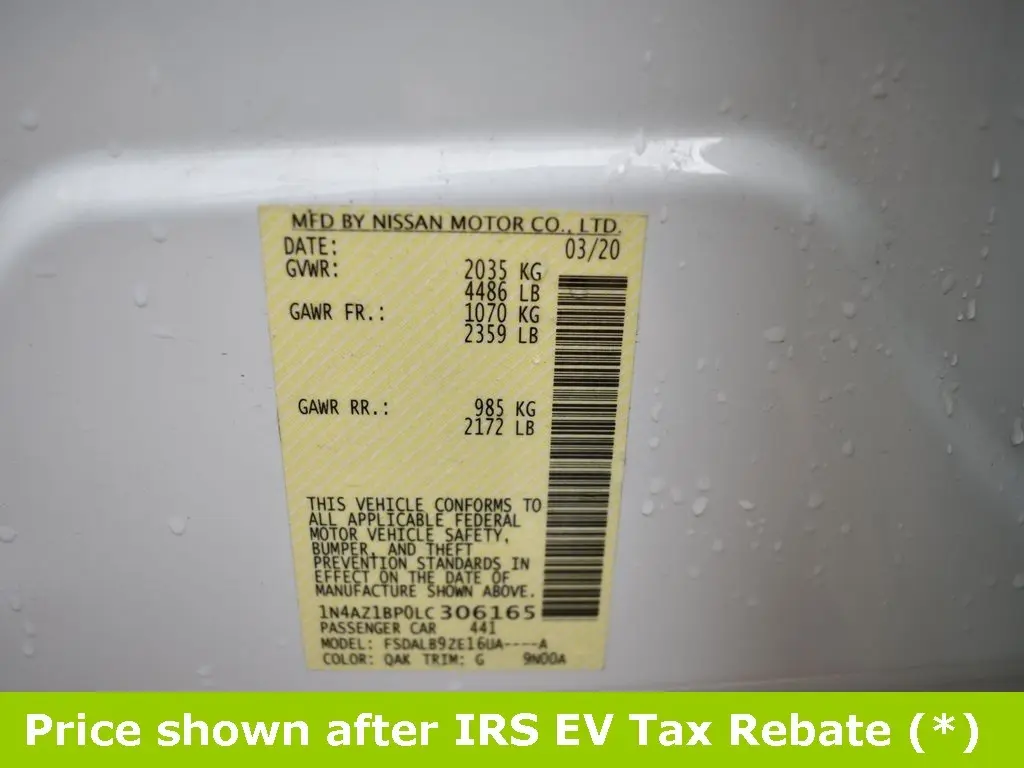 MFD BY NISSAN MOTOR CO., LTD.
DATE: 03/20
GVWR: 2035 KG
4486 LB
GAWR FR.: 1070 KG
2359 LB
GAWR RR.: 985 KG
2172 LB
THIS VEHICLE CONFORMS TO
ALL APPLICABLE FEDERAL
MOTOR VEHICLE SAFETY,
BUMPER, AND THEFT
PREVENTION STANDARDS IN
EFFECT ON THE DATE OF
MANUFACTURE SHOWN ABOVE.
1N4AZ1BP0LC306165
PASSENGER CAR 441
MODEL: FSDALB9ZE16UA----A
COLOR: QAK TRIM: G 9N00A
Price shown after IRS EV Tax Rebate (*)